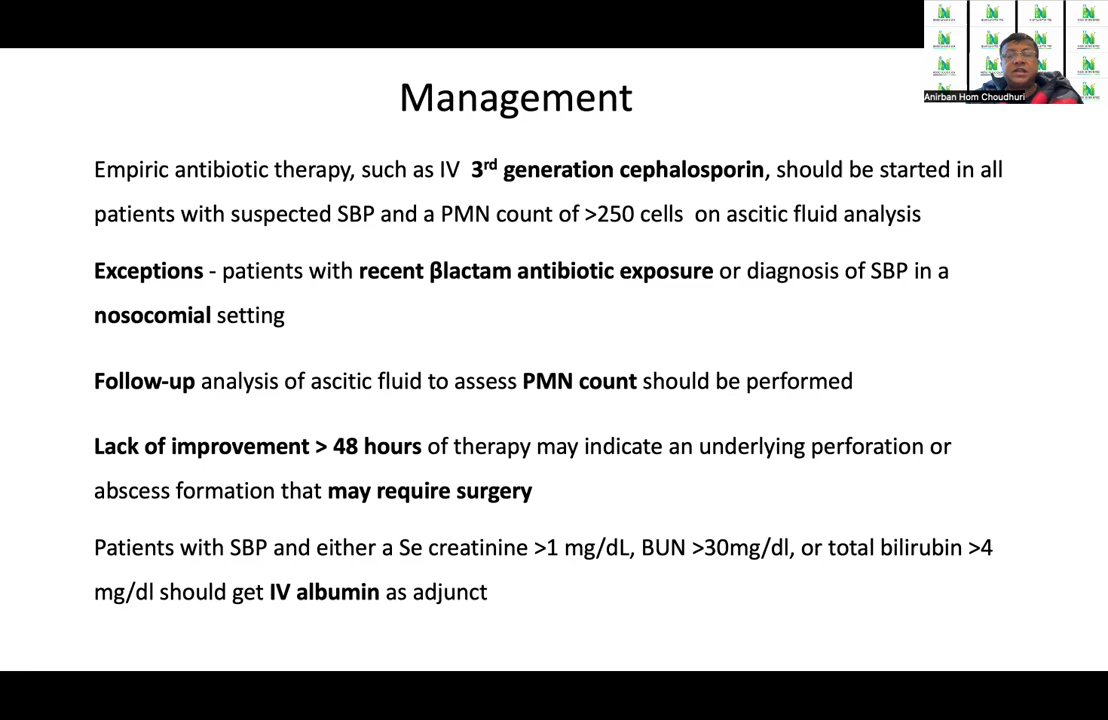 Management
Empiric antibiotic therapy, such as IV 3rd generation cephalosporin, should be started in all
patients with suspected SBP and a PMN count of >250 cells on ascitic fluid analysis
Exceptions - patients with recent βlactam antibiotic exposure or diagnosis of SBP in a
nosocomial setting
Follow-up analysis of ascitic fluid to assess PMN count should be performed
Lack of improvement > 48 hours of therapy may indicate an underlying perforation or
abscess formation that may require surgery
Patients with SBP and either a Se creatinine >1 mg/dL, BUN >30mg/dl, or total bilirubin >4
mg/dl should get IV albumin as adjunct
Anirban Hom Choudhuri